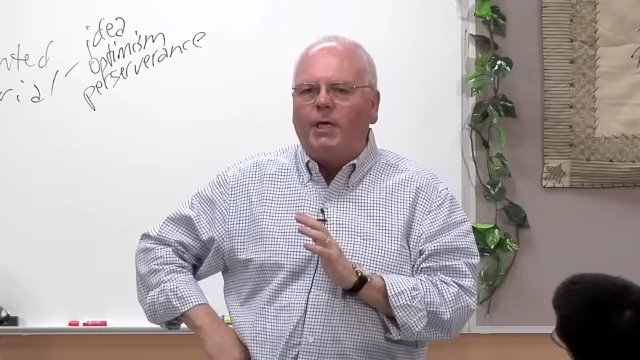 nted
rial –
idea
optimism
perserverance